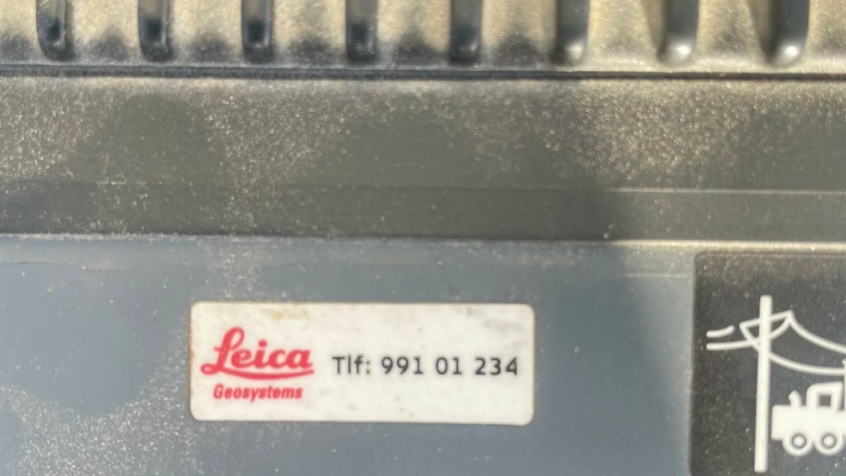 Leica
Geosystems
Tlf: 991 01 234